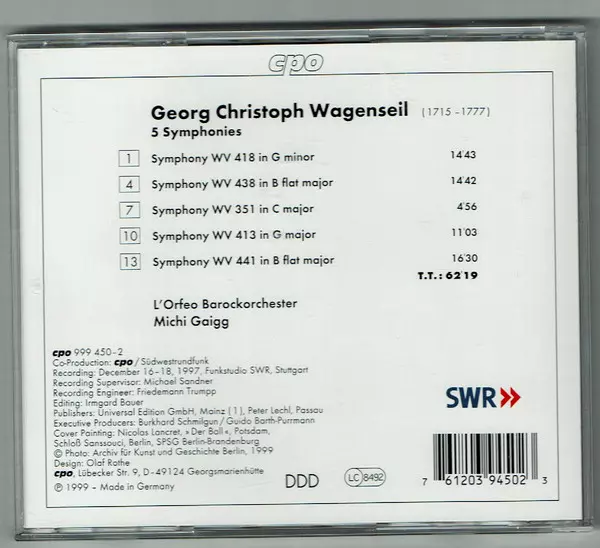 cpo
Georg Christoph Wagenseil (1715-1777)
5 Symphonies
1 Symphony WV 418 in G minor 14'43
4 Symphony WV 438 in B flat major 14'42
7 Symphony WV 351 in C major 4'56
10 Symphony WV 413 in G major 11'03
13 Symphony WV 441 in B flat major 16'30
T.T.: 62'19
L'Orfeo Barockorchester
Michi Gaigg
cpo 999 450-2
Co-Production: cpo / Südwestrundfunk
Recording: December 16-18, 1997, Funkstudio SWR, Stuttgart
Recording Supervisor: Michael Sandner
Recording Engineer: Friedemann Trumpp
Editing: Irmgard Bauer
Publishers: Universal Edition GmbH, Mainz (1), Peter Lechl, Passau
Executive Producers: Burkhard Schmilgun / Guido Barth-Purrmann
Cover Painting: Nicolas Lancret, »Der Ball«, Potsdam,
Schloß Sanssouci, Berlin, SPSG Berlin-Brandenburg
© Photo: Archiv für Kunst und Geschichte Berlin, 1999
Design: Olaf Rothe
cpo, Lübecker Str. 9, D-49124 Georgsmarienhütte
℗ 1999 - Made in Germany
DDD
LC 8492
SWR»
7 61203 94502 3